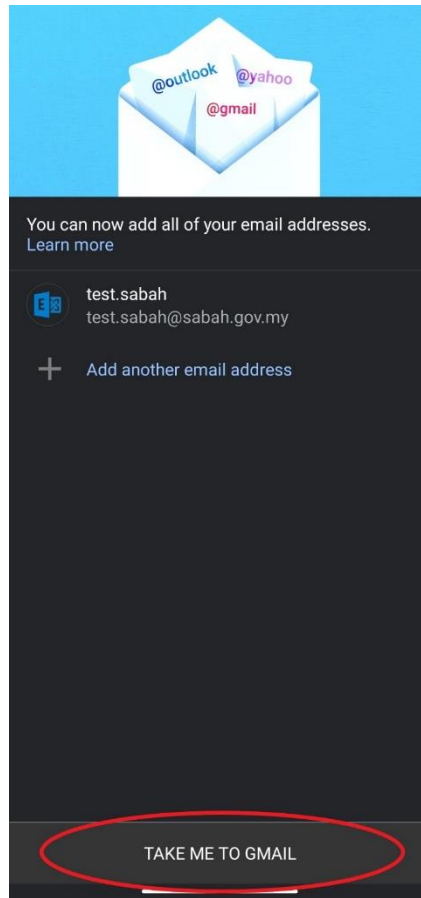 @outlook @yahoo
@gmail
You can now add all of your email addresses.
Learn more
E
test.sabah
test.sabah@sabah.gov.my
Add another email address
TAKE ME TO GMAIL